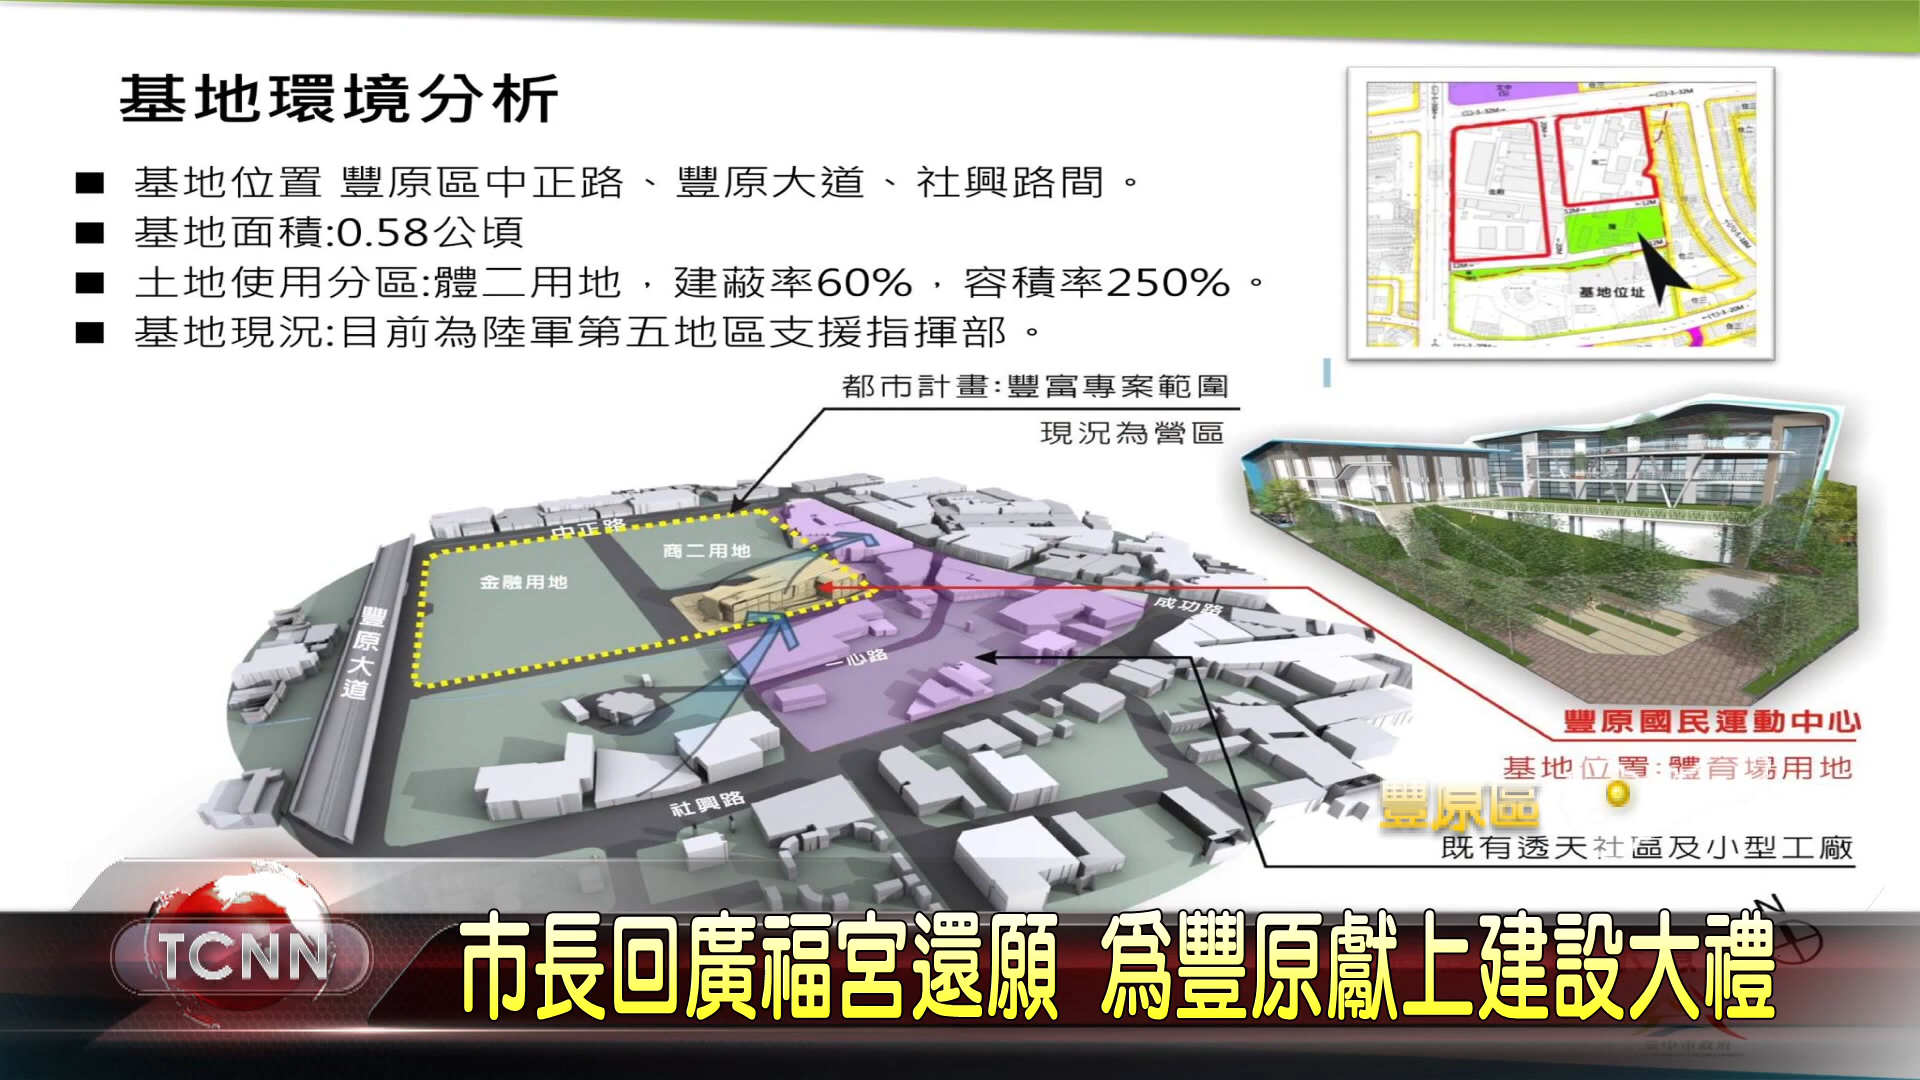 基地環境分析
■ 基地位置 豐原區中正路、豐原大道、社興路間。
■ 基地面積:0.58公頃
■ 土地使用分區:體二用地，建蔽率60%，容積率250%。
■ 基地現況:目前為陸軍第五地區支援指揮部。
基地位址
都市計畫:豐富專案範圍
現況為營區
中正路
商二用地
金融用地
豐原大道
成功路
一心路
社興路
豐原國民運動中心
基地位置:體育場用地
豐原區
既有透天社區及小型工廠
N
TCNN
市長回廣福宮還願 為豐原獻上建設大禮
臺中市政府